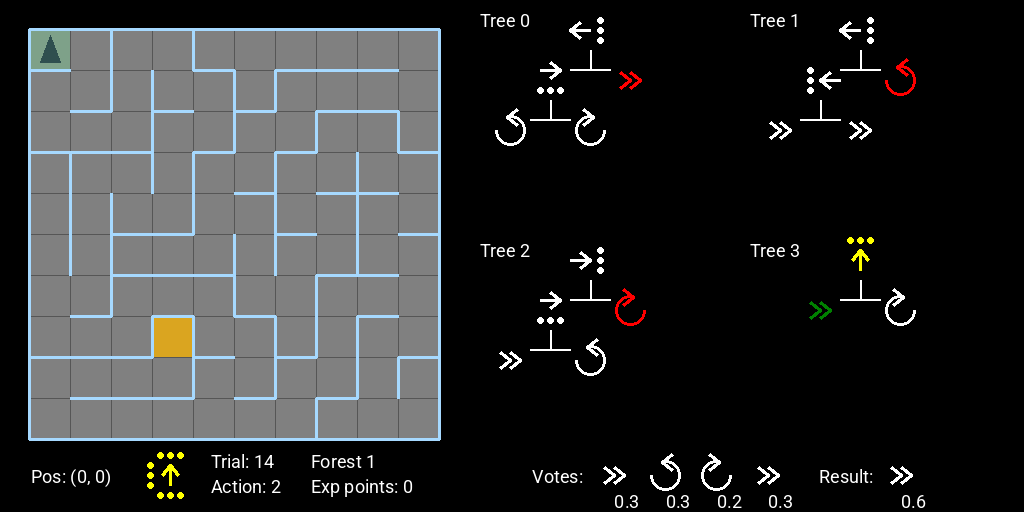 Tree 0
Tree 1
Tree 2
Tree 3
Pos: (0, 0)
Trial: 14
Action: 2
Forest 1
Exp points: 0
Votes:
0.3
0.3
0.2
0.3
Result:
0.6